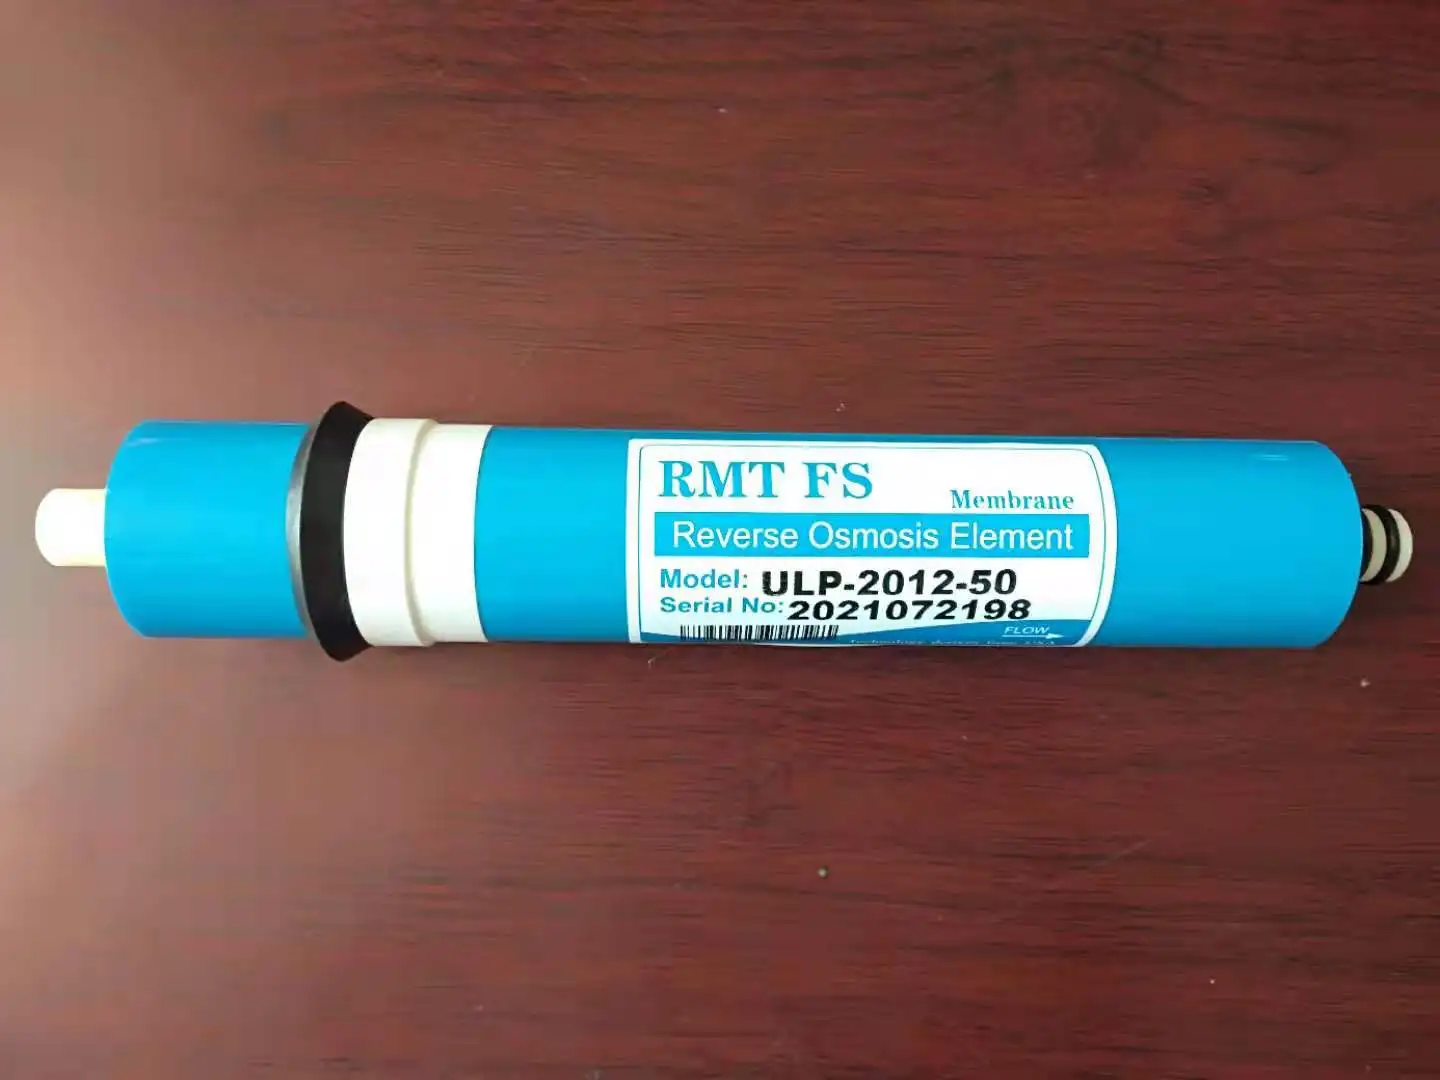 RMT FS
Membrane
Reverse Osmosis Element
Model: ULP-2012-50
Serial No: 2021072198
FLOW